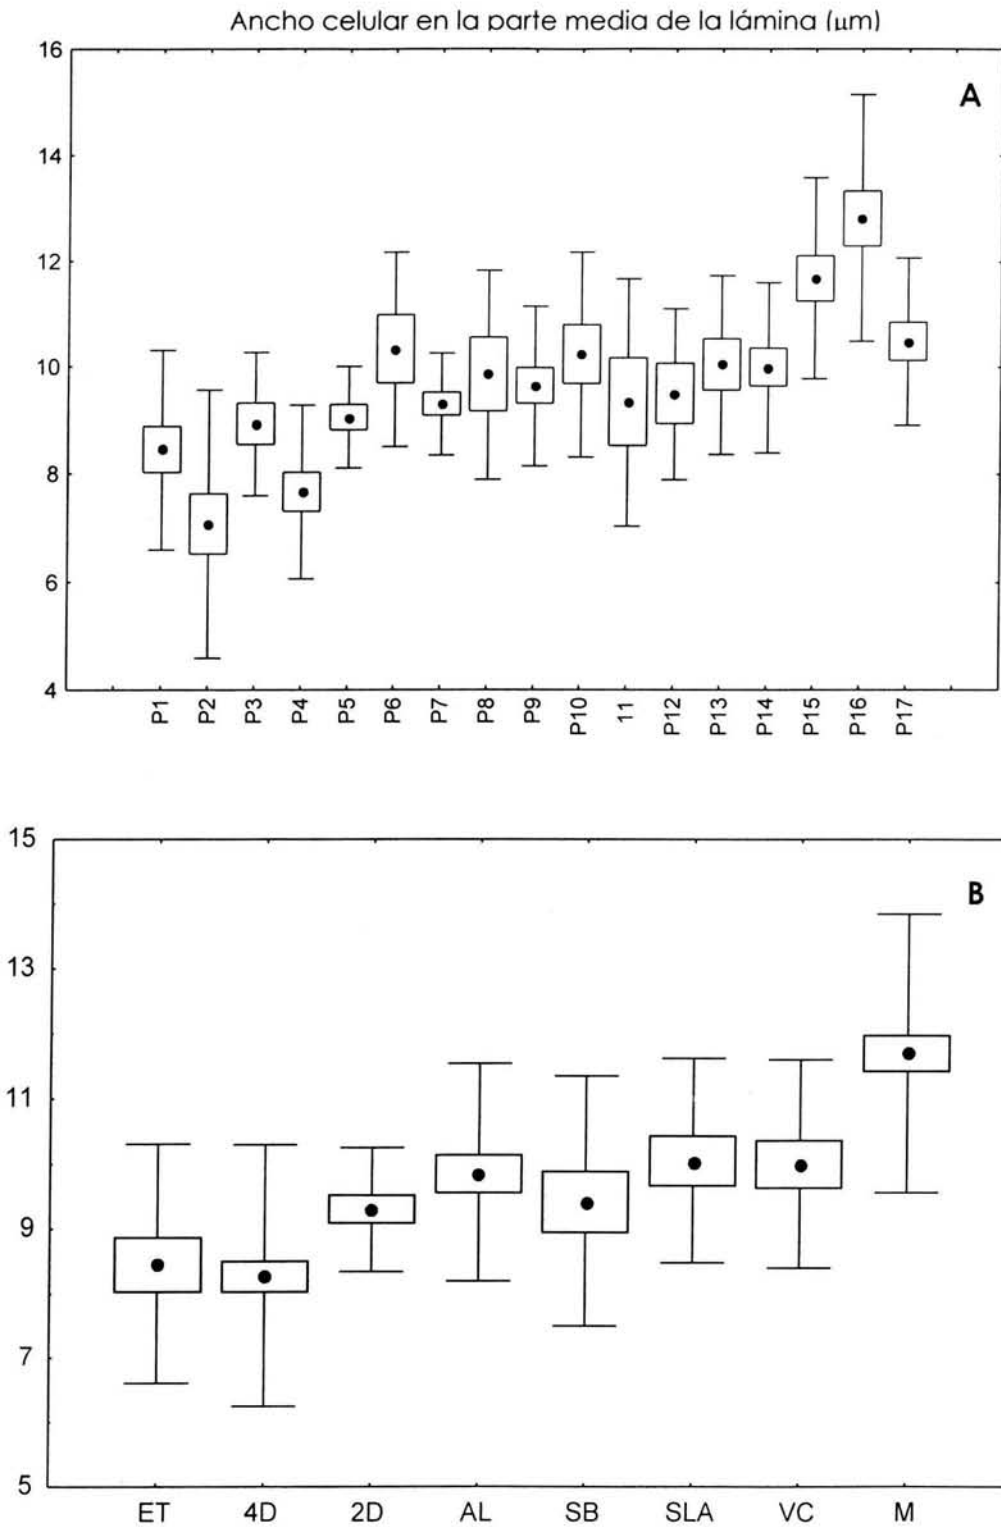 Ancho celular en la parte media de la lámina (µm)
A
16
14
12
10
8
6
4
P1 P2 P3 P4 P5 P6 P7 P8 P9 P10 11 P12 P13 P14 P15 P16 P17
B
15
13
11
9
7
5
ET 4D 2D AL SB SLA VC M